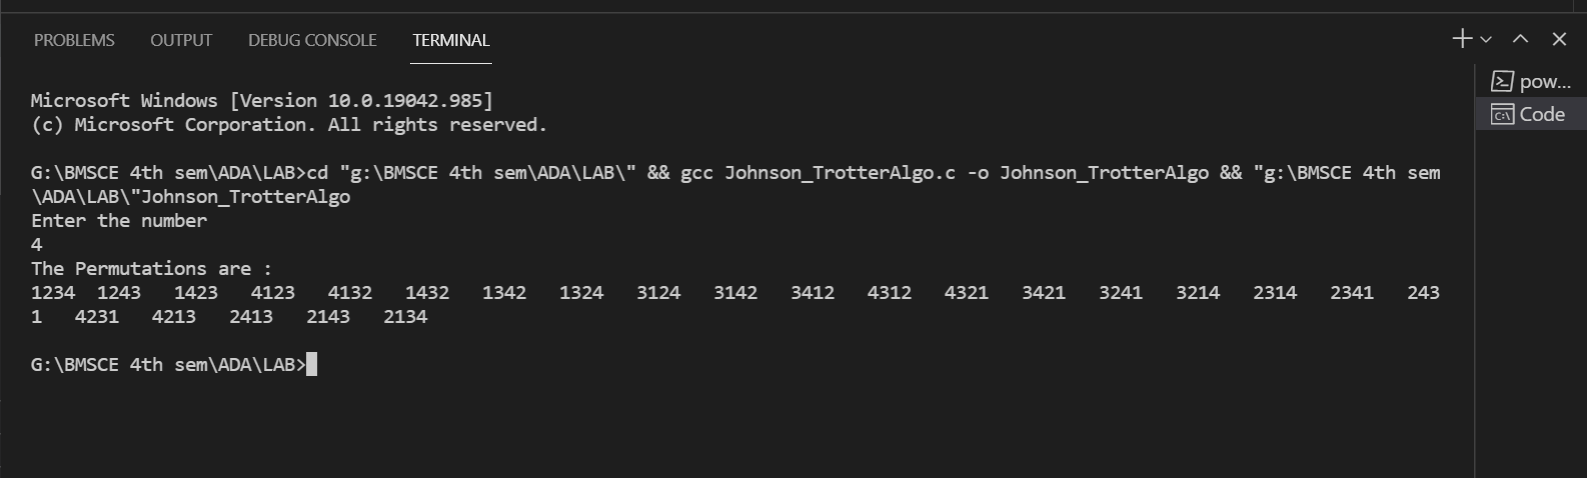 PROBLEMS OUTPUT DEBUG CONSOLE TERMINAL
pow...
Code
Microsoft Windows [Version 10.0.19042.985]
(c) Microsoft Corporation. All rights reserved.
G:\BMSCE 4th sem\ADA\LAB>cd "g:\BMSCE 4th sem\ADA\LAB\" && gcc Johnson_TrotterAlgo.c -o Johnson_TrotterAlgo && "g:\BMSCE 4th sem
\ADA\LAB\"Johnson_TrotterAlgo
Enter the number
4
The Permutations are :
1234  1243   1423   4123   4132   1432   1342   1324   3124   3142   3412   4312   4321   3421   3241   3214   2314   2341   243
1   4231   4213   2413   2143   2134
G:\BMSCE 4th sem\ADA\LAB>